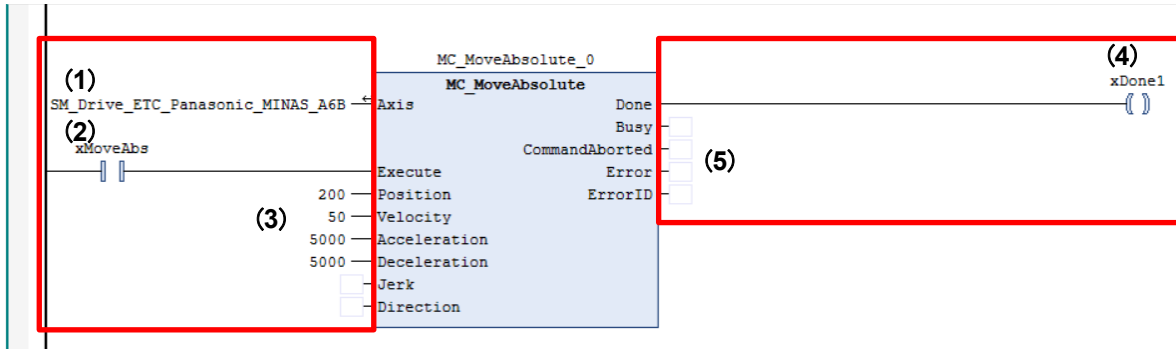 MC_MoveAbsolute_0
MC_MoveAbsolute
(1)
SM_Drive_ETC_Panasonic_MINAS_A6B
Axis
Done
(4)
xDone1
Busy
(2)
xMoveAbs
CommandAborted
(5)
Execute
Error
200
Position
ErrorID
(3)
50
Velocity
5000
Acceleration
5000
Deceleration
Jerk
Direction